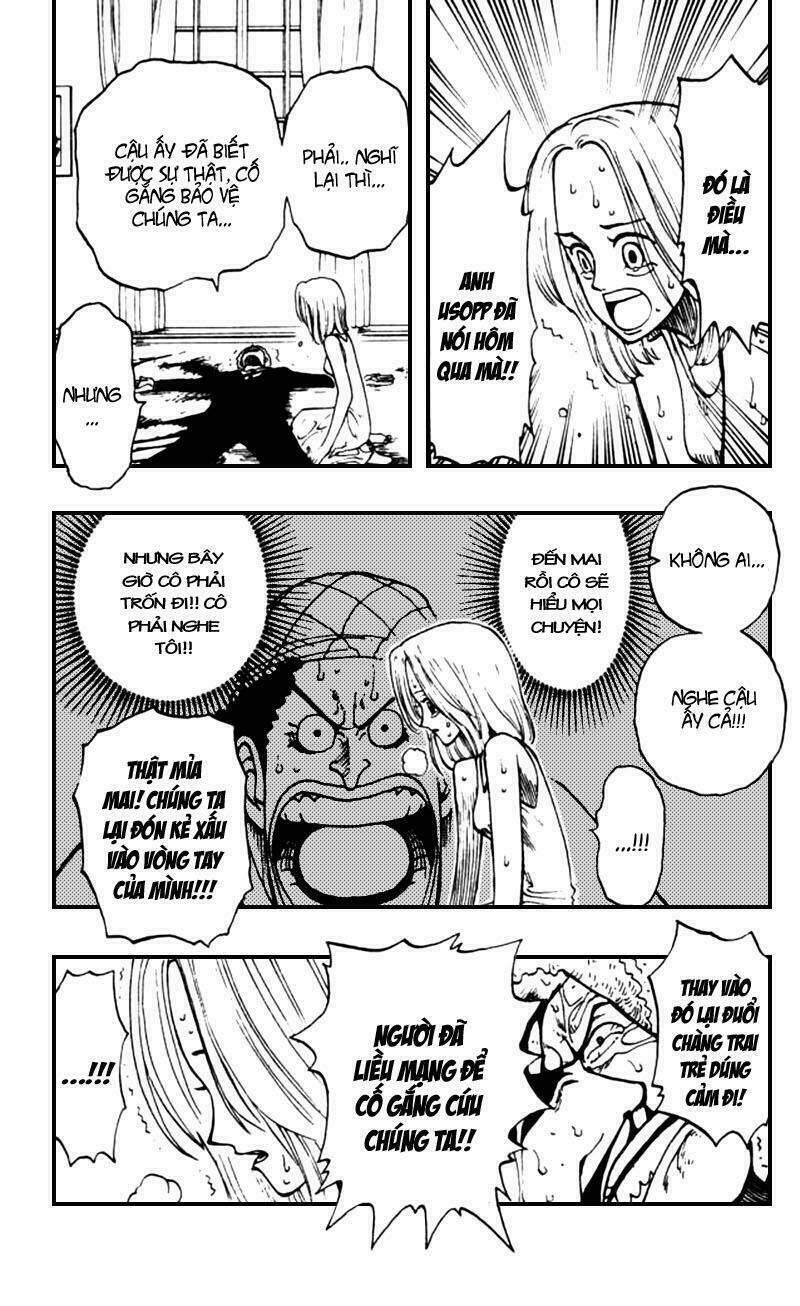 ĐÓ LÀ
ĐIỀU
MÀ...
ANH
USOPP ĐÃ
NÓI HÔM
QUA MÀ!!
PHẢI.. NGHĨ
LẠI THÌ...
CẬU ẤY ĐÃ BIẾT
ĐƯỢC SỰ THẬT, CỐ
GẮNG BẢO VỆ
CHÚNG TA...
NHƯNG
...
KHÔNG AI...
NGHE CẬU
ẤY CẢ!!!
ĐẾN MAI
RỒI CÔ SẼ
HIỂU MỌI
CHUYỆN!
NHƯNG BÂY
GIỜ CÔ PHẢI
TRỐN ĐI!! CÔ
PHẢI NGHE
TÔI!!
...!!!
THẬT MỈA
MAI! CHÚNG TA
LẠI ĐÓN KẺ XẤU
VÀO VÒNG TAY
CỦA MÌNH!!!
THAY VÀO
ĐÓ LẠI ĐUỔI
CHÀNG TRAI
TRẺ DÚNG
CẢM ĐI!
NGƯỜI ĐÃ
LIỀU MẠNG ĐỂ
CỐ GẮNG CỨU
CHÚNG TA!!
...!!!